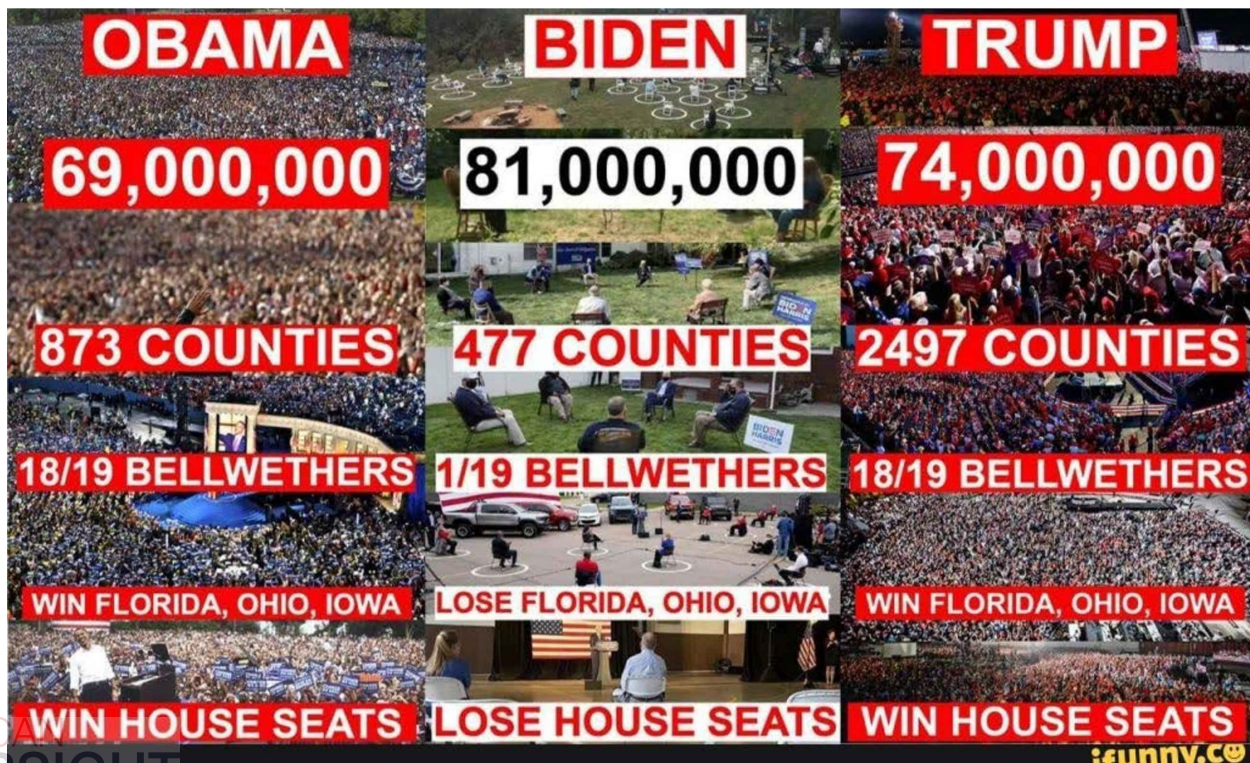 OBAMA
BIDEN
TRUMP
69,000,000
81,000,000
74,000,000
873 COUNTIES
477 COUNTIES
2497 COUNTIES
BIDEN
HARRIS
18/19 BELLWETHERS
1/19 BELLWETHERS
18/19 BELLWETHERS
WIN FLORIDA, OHIO, IOWA
LOSE FLORIDA, OHIO, IOWA
WIN FLORIDA, OHIO, IOWA
WIN HOUSE SEATS
LOSE HOUSE SEATS
WIN HOUSE SEATS
ifunny.co